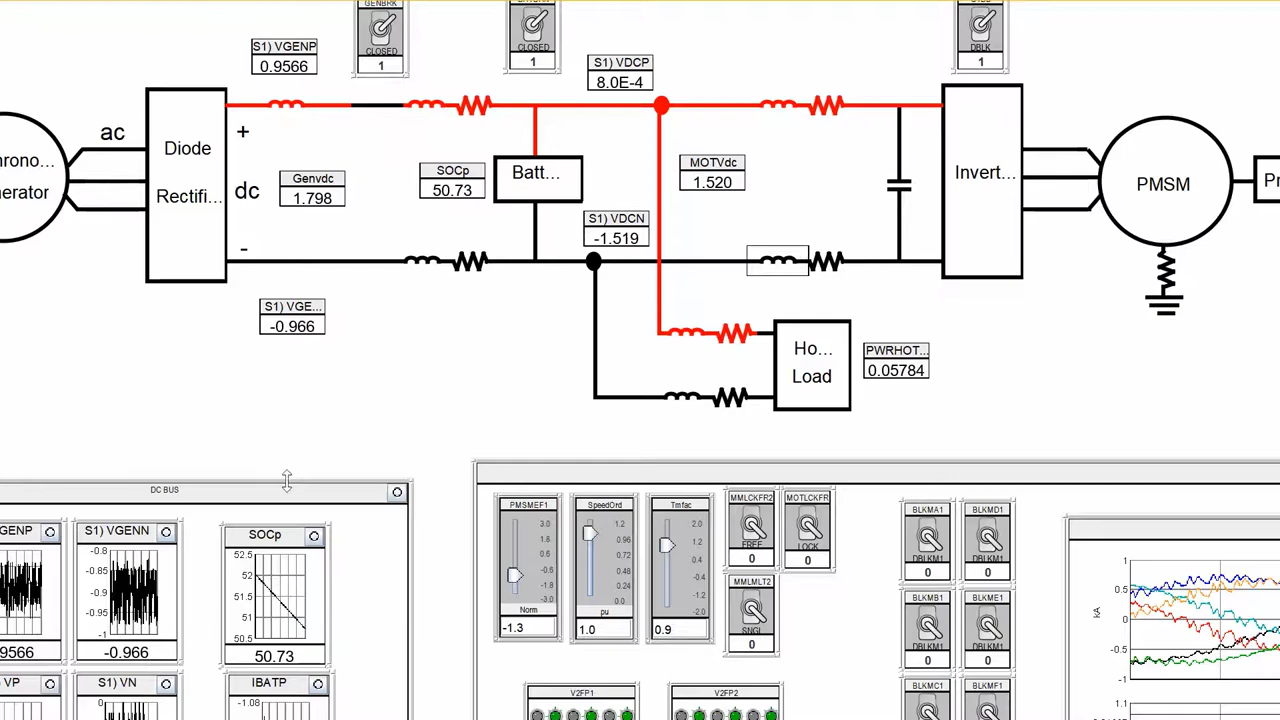 GENBRK
CLOSED
1
CLOSED
1
DBLK
1
S1) VGENP
0.9566
S1) VDCP
8.0E-4
ac
+
Diode
Rectifi...
dc
-
Genvdc
1.798
SOCp
50.73
Batt...
MOTVdc
1.520
Invert...
PMSM
hrono...
nerator
S1) VDCN
-1.519
S1) VGE...
-0.966
Ho...
Load
PWRHOT...
0.05784
DC BUS
GENP
9566
S1) VGENN
-0.8
-0.85
-0.9
-0.95
-1
-0.966
SOCp
52.5
52
51.5
51
50.5
50.73
VP
S1) VN
0
IBATP
-1.08
PMSMEF1
3.0
1.8
0.6
-0.6
-1.8
-3.0
Norm
-1.3
SpeedOrd
1.2
0.96
0.72
0.48
0.24
0.0
pu
1.0
Tmfac
2.0
1.2
0.4
-0.4
-1.2
-2.0
0.9
MMLCKFR2
FREE
0
MOTLCKFR
LOCK
0
MMLMLT2
SNGL
0
V2FP1
V2FP2
BLKMA1
DBLKM1
0
BLKMD1
DBLKM1
0
BLKMB1
DBLKM1
0
BLKME1
DBLKM1
0
BLKMC1
BLKMF1
kA
1
0.5
0
-0.5
-1
1.1